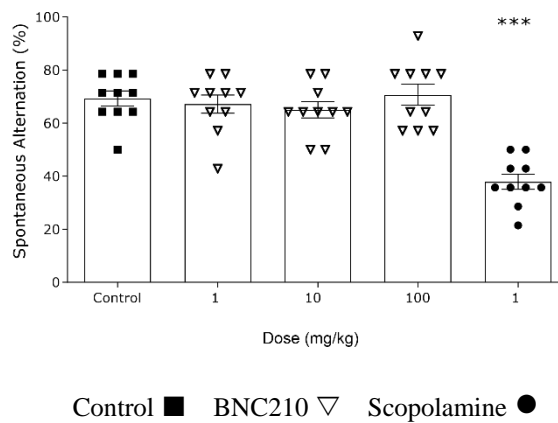 ***
Spontaneous Alternation (%)
100
80
60
40
20
0
Control 1 10 100 1
Dose (mg/kg)
Control ■ BNC210 ▽ Scopolamine ●